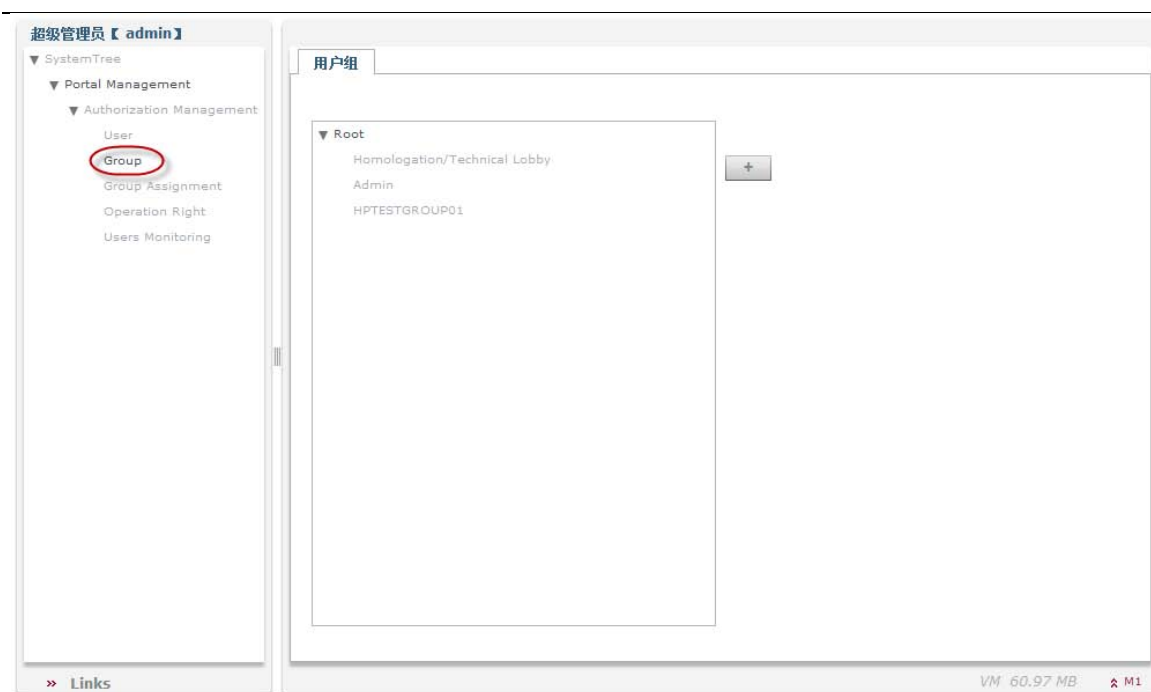 超级管理员【 admin】
▼ SystemTree
▼ Portal Management
▼ Authorization Management
User
Group
Group Assignment
Operation Right
Users Monitoring
» Links
用户组
▼ Root
Homologation/Technical Lobby
Admin
HPTESTGROUP01
+
VM 60.97 MB
M1